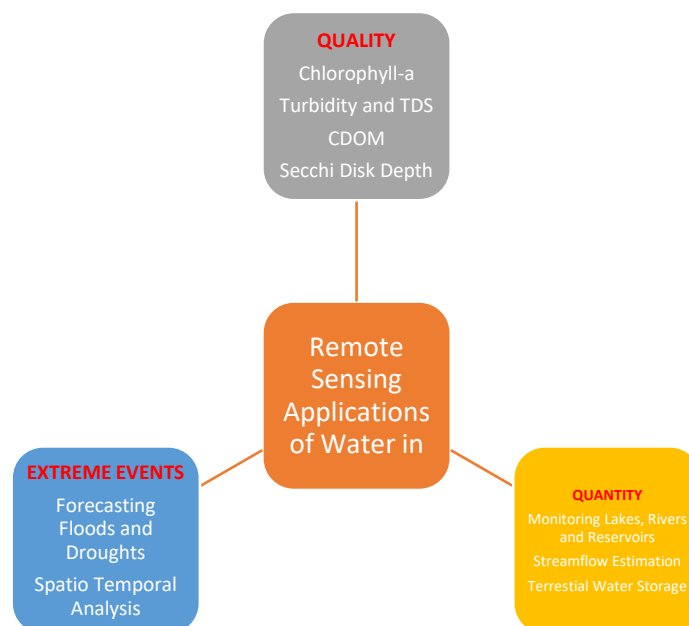 QUALITY
Chlorophyll-a
Turbidity and TDS
CDOM
Secchi Disk Depth
Remote
Sensing
Applications
of Water in
EXTREME EVENTS
Forecasting
Floods and
Droughts
Spatio Temporal
Analysis
QUANTITY
Monitoring Lakes, Rivers
and Reservoirs
Streamflow Estimation
Terrestial Water Storage